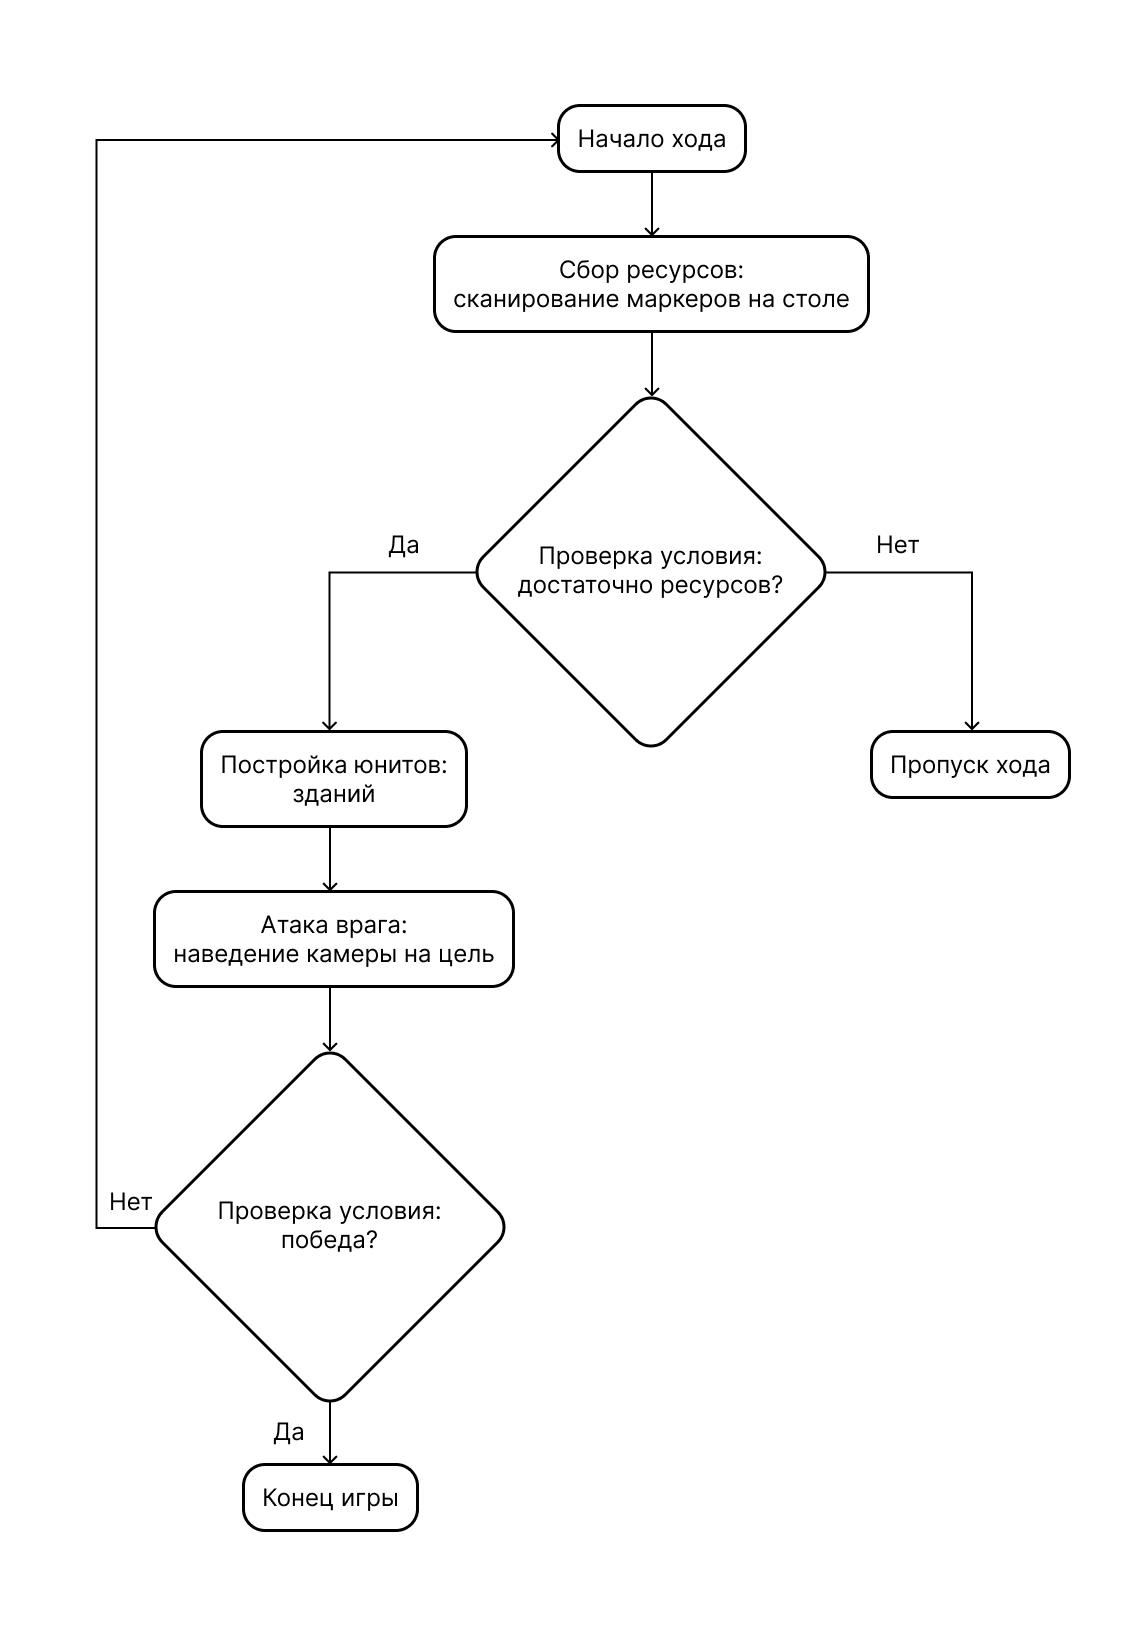 Начало хода
Сбор ресурсов:
сканирование маркеров на столе
Да
Нет
Проверка условия:
достаточно ресурсов?
Постройка юнитов:
зданий
Пропуск хода
Атака врага:
наведение камеры на цель
Нет
Проверка условия:
победа?
Да
Конец игры